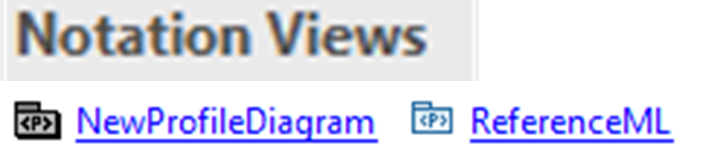 Notation Views
<P> NewProfileDiagram <P> ReferenceML